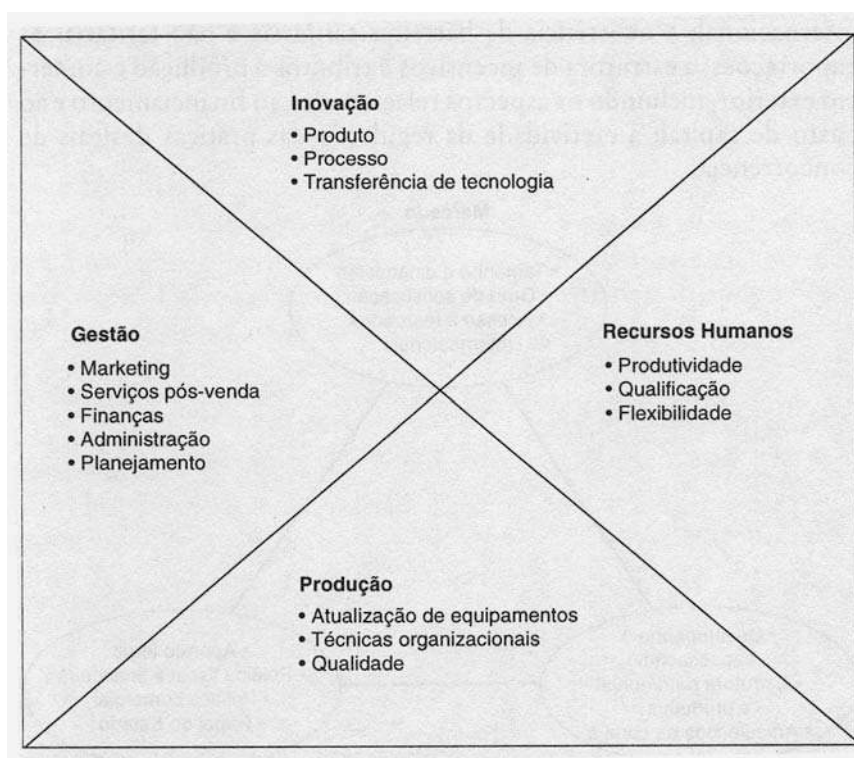 Inovação
• Produto
• Processo
• Transferência de tecnologia
Gestão
• Marketing
• Serviços pós-venda
• Finanças
• Administração
• Planejamento
Recursos Humanos
• Produtividade
• Qualificação
• Flexibilidade
Produção
• Atualização de equipamentos
• Técnicas organizacionais
• Qualidade